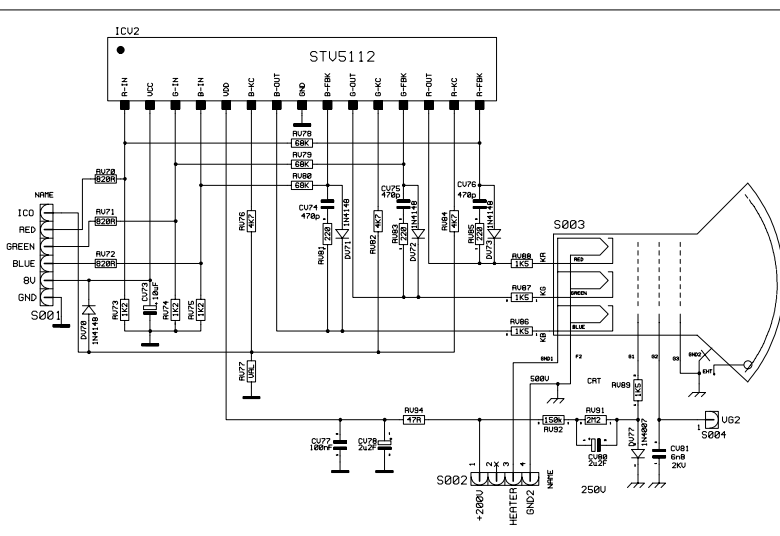 ICV2
STV5112
R-IN VCC G-IN B-IN VDD B-KC B-OUT GND B-FBK G-OUT G-KC G-FBK R-OUT R-KC R-FBK
RV78
68K
RV79
68K
RV80
68K
RV70
820R
RV71
820R
RV72
820R
NAME
ICO
RED
GREEN
BLUE
8V
GND
S001
DV70
1N4148
RV73
1K2
CV73
10uF
RV74
1K2
RV75
1K2
RV76
4K7
RV77
VAL
CV74
470p
220
RV81
1N4148
DV71
RV82
4K7
CV75
470p
RV83
220
1N4148
DV72
RV84
4K7
CV76
470p
RV85
220
1N4148
DV73
RV88
1K5
RV87
1K5
RV86
1K5
KR
KG
KB
S003
RED
GREEN
BLUE
GND1
F2
G1
G2
G3
GND2
EHT
500V
CRT
RV89
1K5
RV94
47R
CV77
100nF
CV78
2u2F
150k
RV92
RV91
2M2
CV80
2u2F
250V
DV77
1N4007
CV81
6n8
2KV
1
VG2
S004
S002
1 2 3 4
NAME
+200V
HEATER
GND2